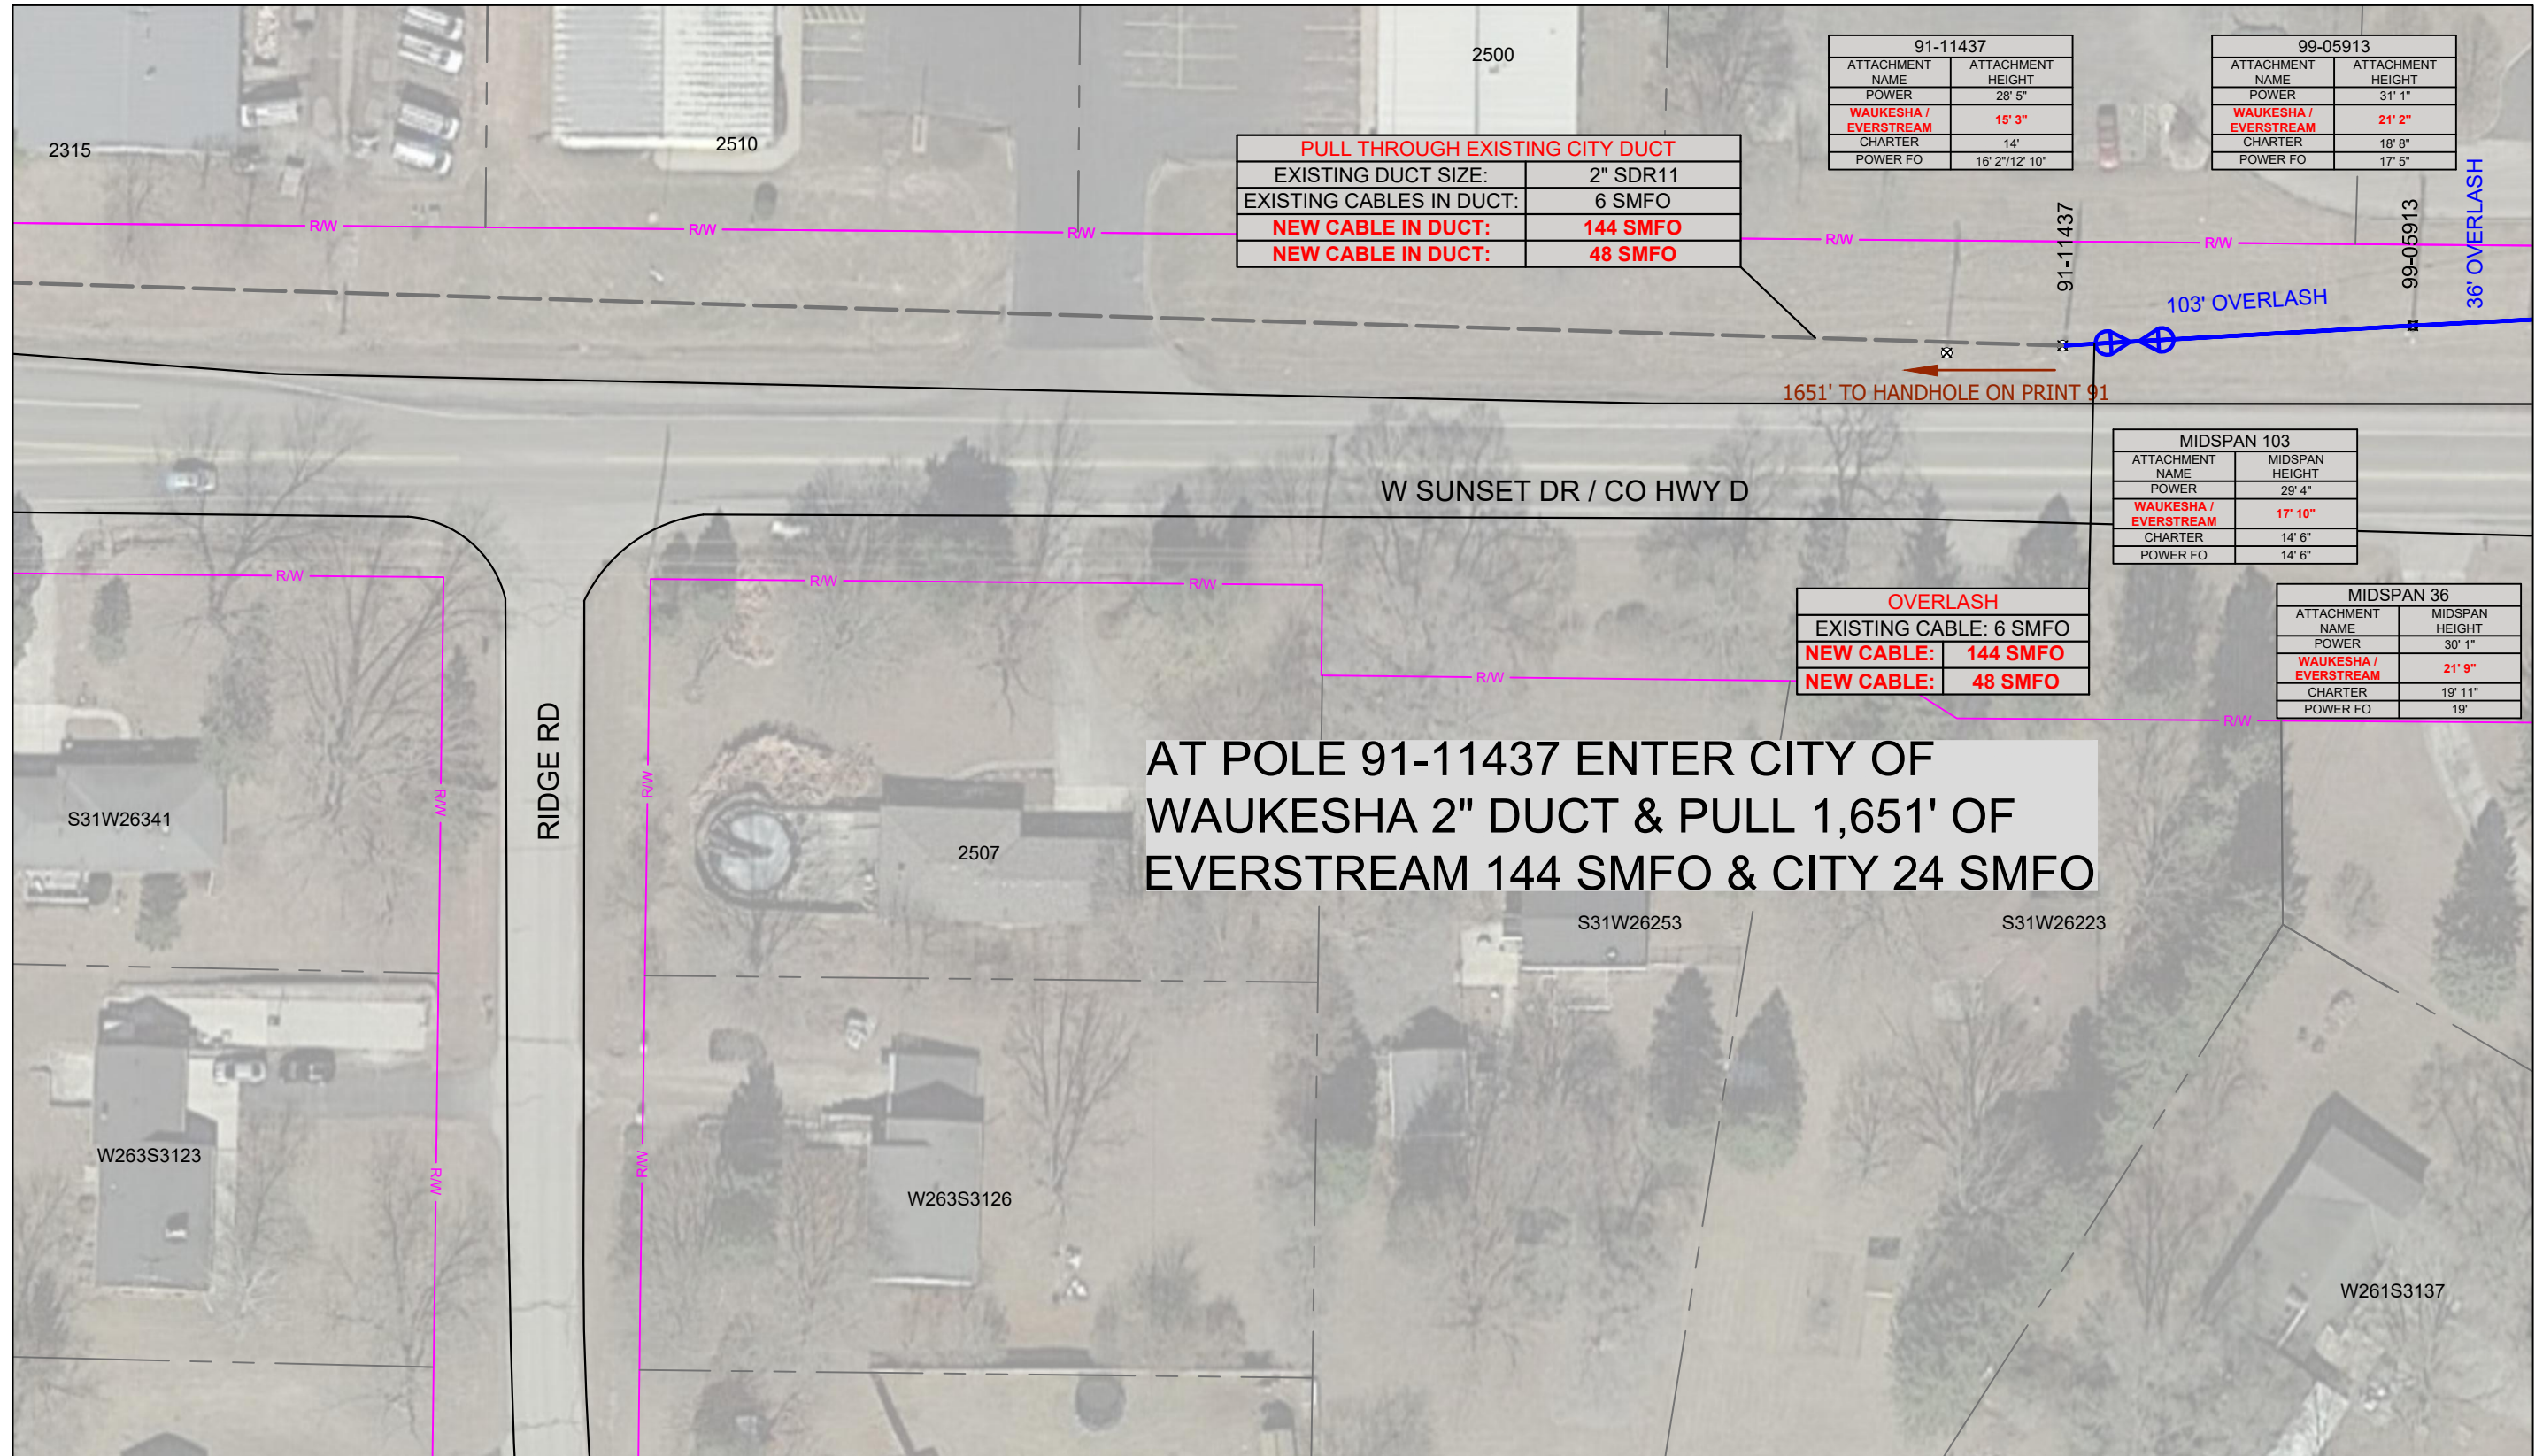 2315
2510
2500
R/W
R/W
R/W
R/W
R/W
PULL THROUGH EXISTING CITY DUCT
EXISTING DUCT SIZE: 2" SDR11
EXISTING CABLES IN DUCT: 6 SMFO
NEW CABLE IN DUCT: 144 SMFO
NEW CABLE IN DUCT: 48 SMFO
91-11437
ATTACHMENT NAME ATTACHMENT HEIGHT
POWER 28' 5"
WAUKESHA / EVERSTREAM 15' 3"
CHARTER 14'
POWER FO 16' 2"/12' 10"
99-05913
ATTACHMENT NAME ATTACHMENT HEIGHT
POWER 31' 1"
WAUKESHA / EVERSTREAM 21' 2"
CHARTER 18' 8"
POWER FO 17' 5"
91-11437
99-05913
36' OVERLASH
103' OVERLASH
1651' TO HANDHOLE ON PRINT 91
W SUNSET DR / CO HWY D
MIDSPAN 103
ATTACHMENT NAME MIDSPAN HEIGHT
POWER 29' 4"
WAUKESHA / EVERSTREAM 17' 10"
CHARTER 14' 6"
POWER FO 14' 6"
R/W
R/W
R/W
OVERLASH
EXISTING CABLE: 6 SMFO
NEW CABLE: 144 SMFO
NEW CABLE: 48 SMFO
MIDSPAN 36
ATTACHMENT NAME MIDSPAN HEIGHT
POWER 30' 1"
WAUKESHA / EVERSTREAM 21' 9"
CHARTER 19' 11"
POWER FO 19'
R/W
R/W
RIDGE RD
R/W
R/W
AT POLE 91-11437 ENTER CITY OF
WAUKESHA 2" DUCT & PULL 1,651' OF
EVERSTREAM 144 SMFO & CITY 24 SMFO
S31W26341
2507
S31W26253
S31W26223
W263S3123
R/W
R/W
W263S3126
W261S3137